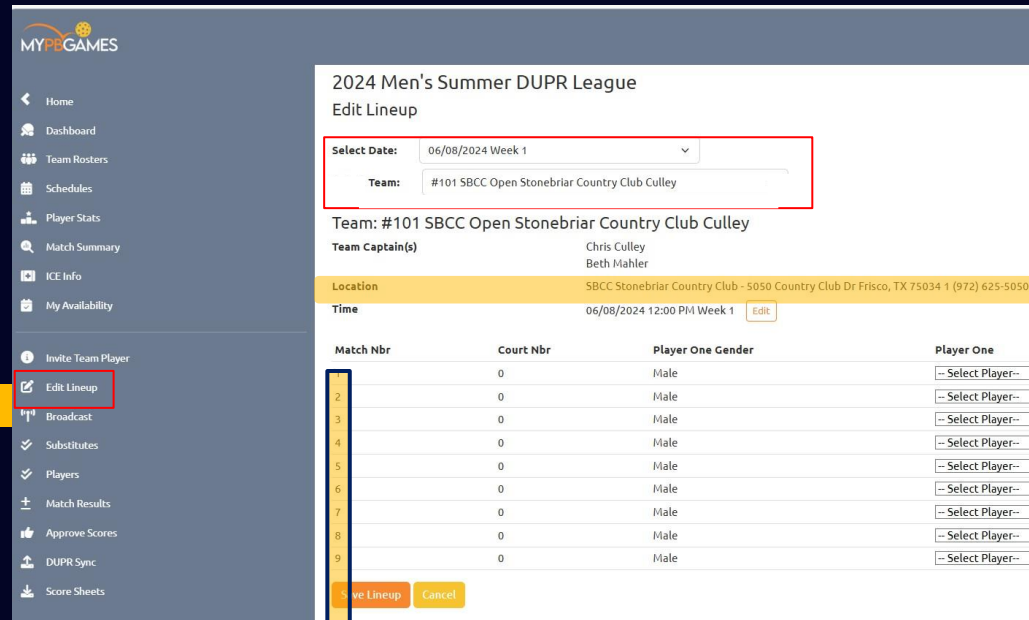 MYPBGAMES
Home
Dashboard
Team Rosters
Schedules
Player Stats
Match Summary
ICE Info
My Availability
Invite Team Player
Edit Lineup
Broadcast
Substitutes
Players
Match Results
Approve Scores
DUPR Sync
Score Sheets
2024 Men's Summer DUPR League
Edit Lineup
Select Date: 06/08/2024 Week 1
Team: #101 SBCC Open Stonebriar Country Club Culley
Team: #101 SBCC Open Stonebriar Country Club Culley
Team Captain(s) Chris Culley
Beth Mahler
Location SBCC Stonebriar Country Club - 5050 Country Club Dr Frisco, TX 75034 1 (972) 625-5050
Time 06/08/2024 12:00 PM Week 1 Edit
Match Nbr Court Nbr Player One Gender Player One
1 0 Male -- Select Player--
2 0 Male -- Select Player--
3 0 Male -- Select Player--
4 0 Male -- Select Player--
5 0 Male -- Select Player--
6 0 Male -- Select Player--
7 0 Male -- Select Player--
8 0 Male -- Select Player--
9 0 Male -- Select Player--
Save Lineup Cancel